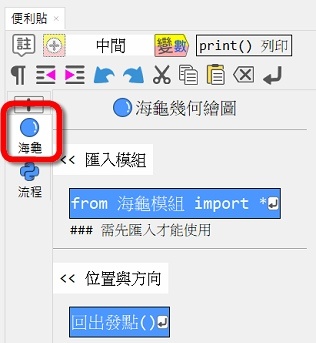 便利貼 ×
註 中間 變數 print() 列印
海龜
流程
海龜幾何繪圖
<< 匯入模組
from 海龜模組 import *
### 需先匯入才能使用
<< 位置與方向
回出發點()